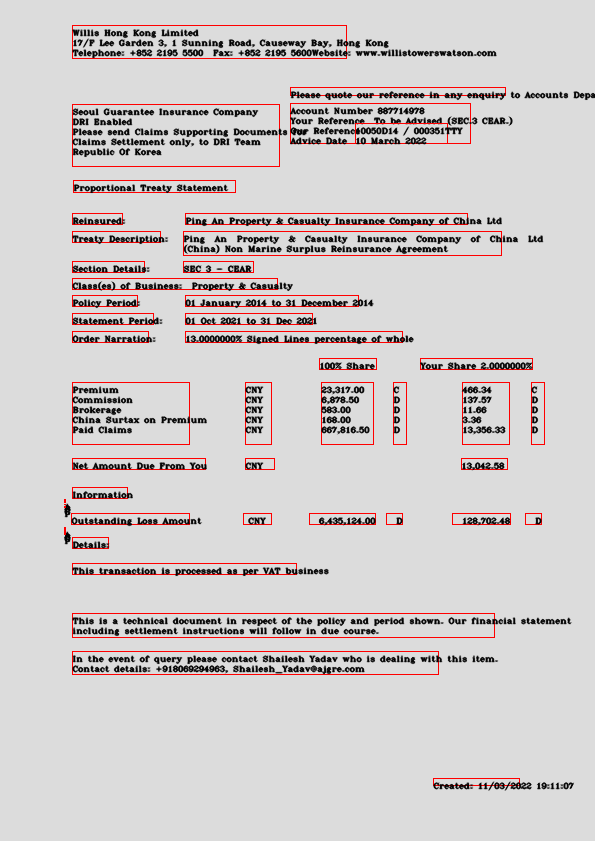 Willis Hong Kong Limited
17/F Lee Garden 3, 1 Sunning Road, Causeway Bay, Hong Kong
Telephone: +852 2195 5500 Fax: +852 2195 5600Website: www.willistowerswatson.com
Please quote our reference in any enquiry to Accounts Depa
Seoul Guarantee Insurance Company
DRI Enabled
Please send Claims Supporting Documents for
Claims Settlement only, to DRI Team
Republic Of Korea
Account Number 887714978
Your Reference To be Advised (SEC 3 CEAR.)
Our Reference 10050D14 / 000351TTY
Advice Date 10 March 2022
Proportional Treaty Statement
Reinsured: Ping An Property & Casualty Insurance Company of China Ltd
Treaty Description: Ping An Property & Casualty Insurance Company of China Ltd
(China) Non Marine Surplus Reinsurance Agreement
Section Details: SEC 3 - CEAR
Class(es) of Business: Property & Casualty
Policy Period: 01 January 2014 to 31 December 2014
Statement Period: 01 Oct 2021 to 31 Dec 2021
Order Narration: 13.0000000% Signed Lines percentage of whole
100% Share Your Share 2.0000000%
Premium CNY 23,317.00 C 466.34 C
Commission CNY 6,878.50 D 137.57 D
Brokerage CNY 583.00 D 11.66 D
China Surtax on Premium CNY 168.00 D 3.36 D
Paid Claims CNY 667,816.50 D 13,356.33 D
Net Amount Due From You CNY 13,042.58
Information
Outstanding Loss Amount CNY 6,435,124.00 D 128,702.48 D
Details:
This transaction is processed as per VAT business
This is a technical document in respect of the policy and period shown. Our financial statement
including settlement instructions will follow in due course.
In the event of query please contact Shailesh Yadav who is dealing with this item.
Contact details: +918069294963, Shailesh_Yadav@ajgre.com
Created: 11/03/2022 19:11:07